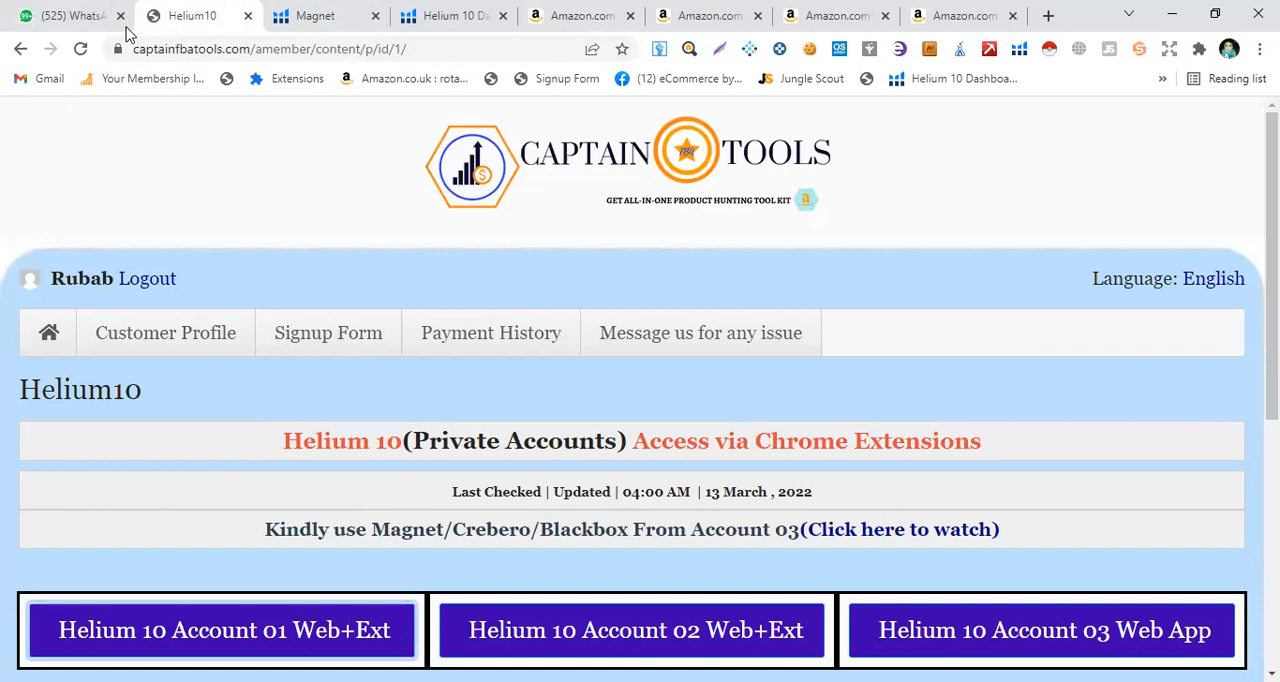 99+ (525) WhatsA
Helium10
Magnet
Helium 10 Da
Amazon.com
Amazon.com
Amazon.com
Amazon.com
captainfbatools.com/amember/content/p/id/1/
Gmail
Your Membership I...
Extensions
Amazon.co.uk : rota...
Signup Form
(12) eCommerce by...
JS Jungle Scout
Helium 10 Dashboa...
»
Reading list
CAPTAIN FBA TOOLS
GET ALL-IN-ONE PRODUCT HUNTING TOOL KIT
Rubab Logout
Language: English
Customer Profile
Signup Form
Payment History
Message us for any issue
Helium10
Helium 10(Private Accounts) Access via Chrome Extensions
Last Checked | Updated | 04:00 AM | 13 March , 2022
Kindly use Magnet/Crebero/Blackbox From Account 03(Click here to watch)
Helium 10 Account 01 Web+Ext
Helium 10 Account 02 Web+Ext
Helium 10 Account 03 Web App